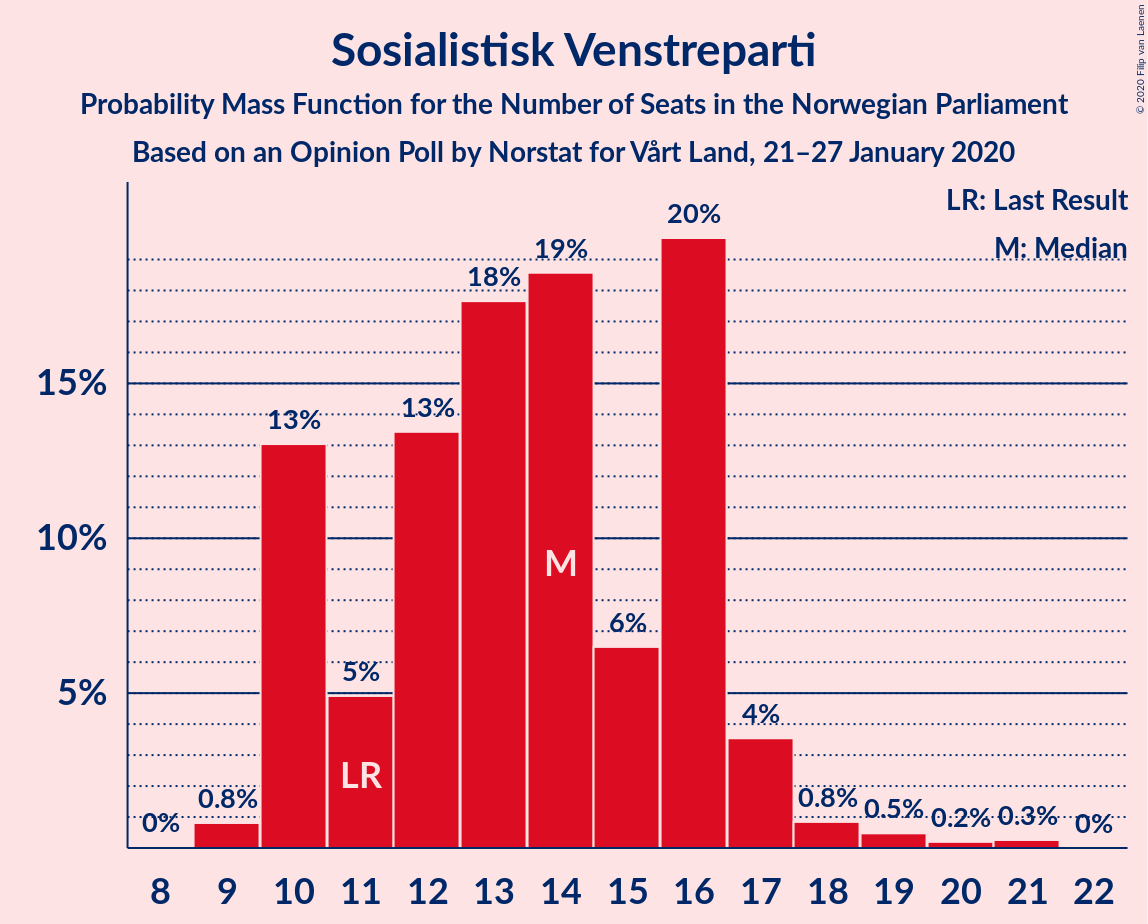 Sosialistisk Venstreparti
Probability Mass Function for the Number of Seats in the Norwegian Parliament
Based on an Opinion Poll by Norstat for Vårt Land, 21–27 January 2020
© 2020 Filip van Laenen
LR: Last Result
M: Median
15%
10%
5%
0%
0.8%
13%
5%
13%
18%
19%
6%
20%
4%
0.8%
0.5%
0.2%
0.3%
0%
LR
M
8 9 10 11 12 13 14 15 16 17 18 19 20 21 22